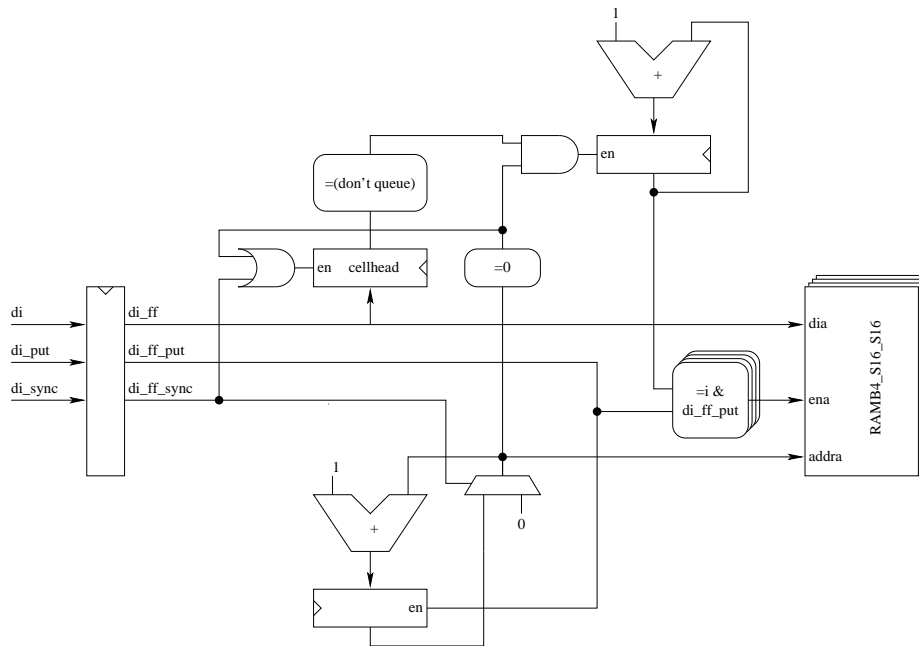 1
+
en
=(don't queue)
en
cellhead
=0
di
di_ff
dia
di_put
di_ff_put
di_sync
di_ff_sync
=i &
di_ff_put
ena
RAMB4_S16_S16
addra
1
+
0
en